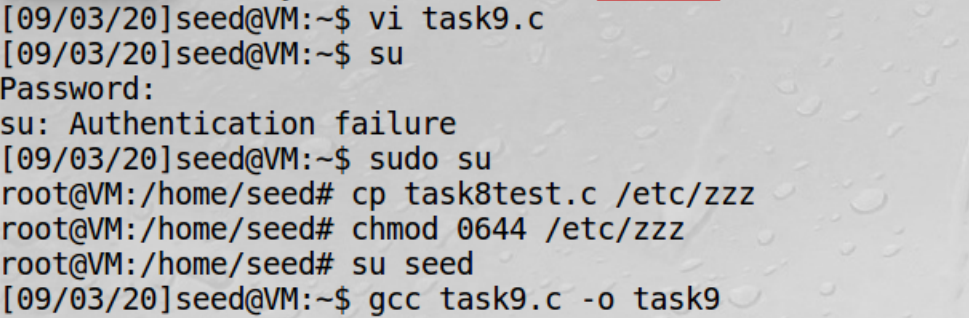 [09/03/20]seed@VM:~$ vi task9.c
[09/03/20]seed@VM:~$ su
Password:
su: Authentication failure
[09/03/20]seed@VM:~$ sudo su
root@VM:/home/seed# cp task8test.c /etc/zzz
root@VM:/home/seed# chmod 0644 /etc/zzz
root@VM:/home/seed# su seed
[09/03/20]seed@VM:~$ gcc task9.c -o task9